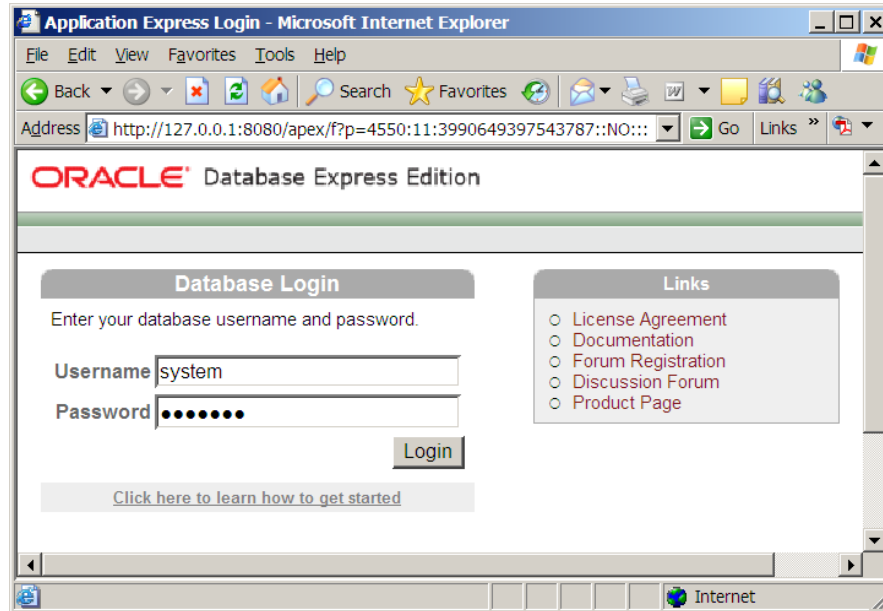 Application Express Login - Microsoft Internet Explorer
File Edit View Favorites Tools Help
Back Search Favorites
Address http://127.0.0.1:8080/apex/f?p=4550:11:3990649397543787::NO::: Go Links »
ORACLE Database Express Edition
Database Login
Enter your database username and password.
Username system
Password •••••••
Login
Click here to learn how to get started
Links
License Agreement
Documentation
Forum Registration
Discussion Forum
Product Page
Internet